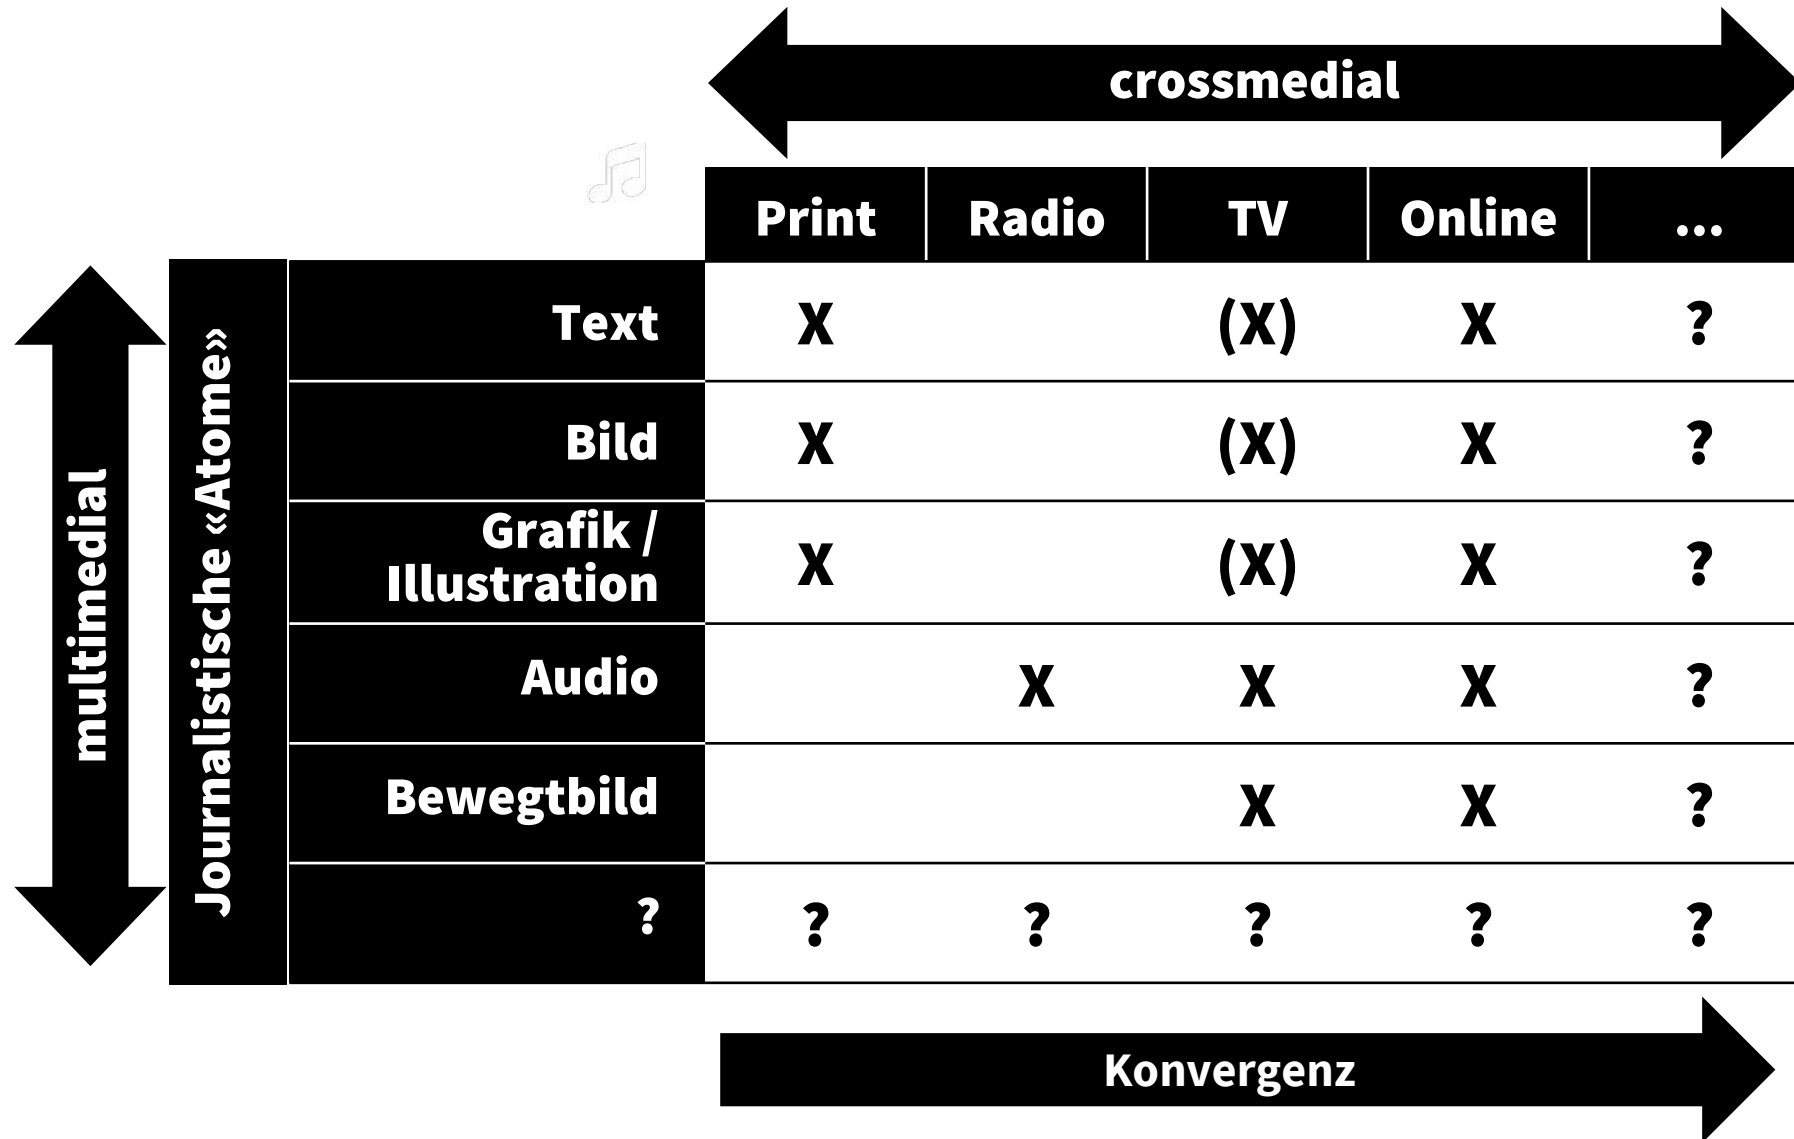 crossmedial
Print Radio TV Online ...
multimedial
Journalistische «Atome»
Text X (X) X ?
Bild X (X) X ?
Grafik /
Illustration X (X) X ?
Audio X X X ?
Bewegtbild X X ?
? ? ? ? ? ?
Konvergenz